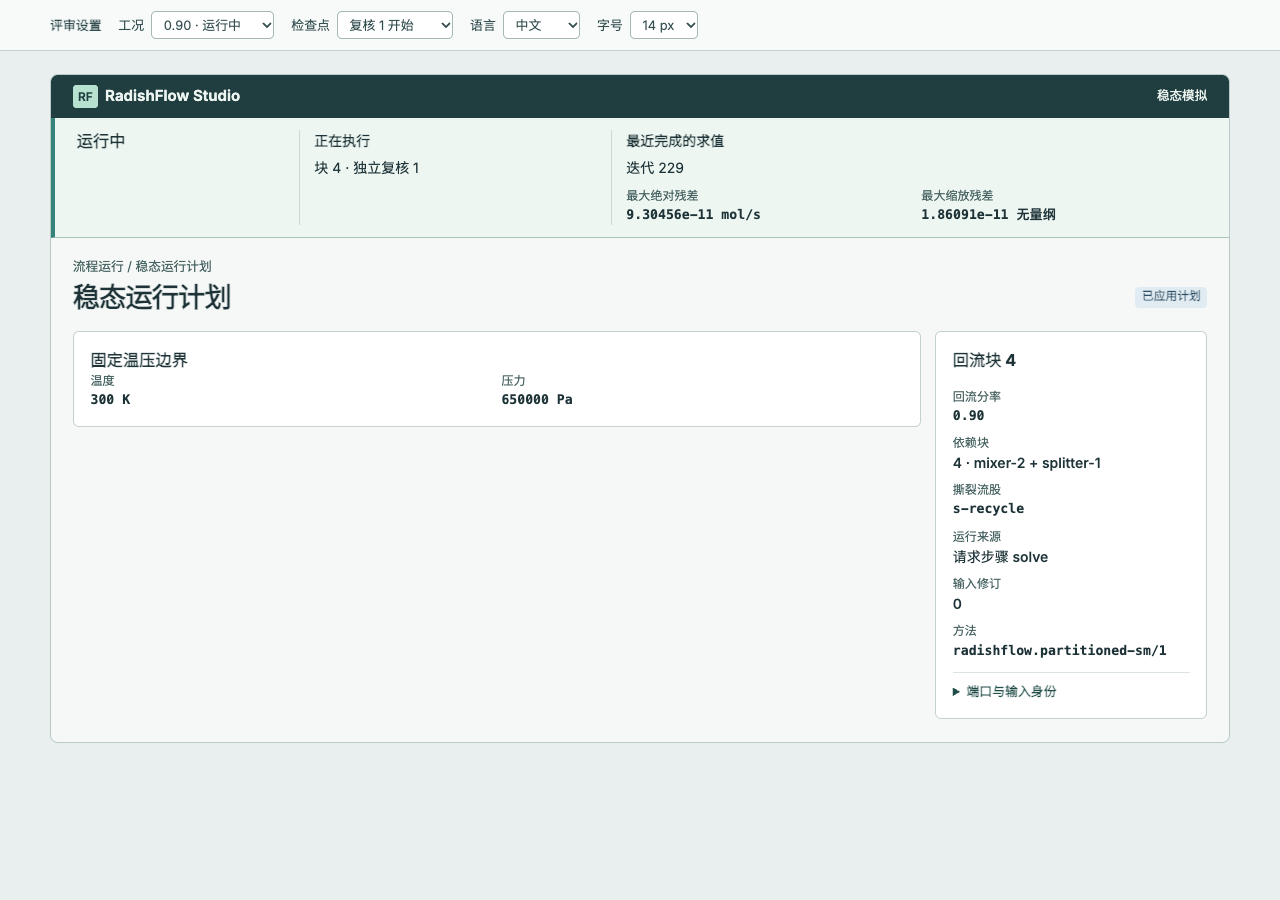 评审设置 工况 0.90 · 运行中 检查点 复核 1 开始 语言 中文 字号 14 px
RF RadishFlow Studio 稳态模拟
运行中
正在执行
块 4 · 独立复核 1
最近完成的求值
迭代 229
最大绝对残差
9.30456e−11 mol/s
最大缩放残差
1.86091e−11 无量纲
流程运行 / 稳态运行计划
稳态运行计划
已应用计划
固定温压边界
温度
300 K
压力
650000 Pa
回流块 4
回流分率
0.90
依赖块
4 · mixer-2 + splitter-1
撕裂流股
s-recycle
运行来源
请求步骤 solve
输入修订
0
方法
radishflow.partitioned-sm/1
端口与输入身份